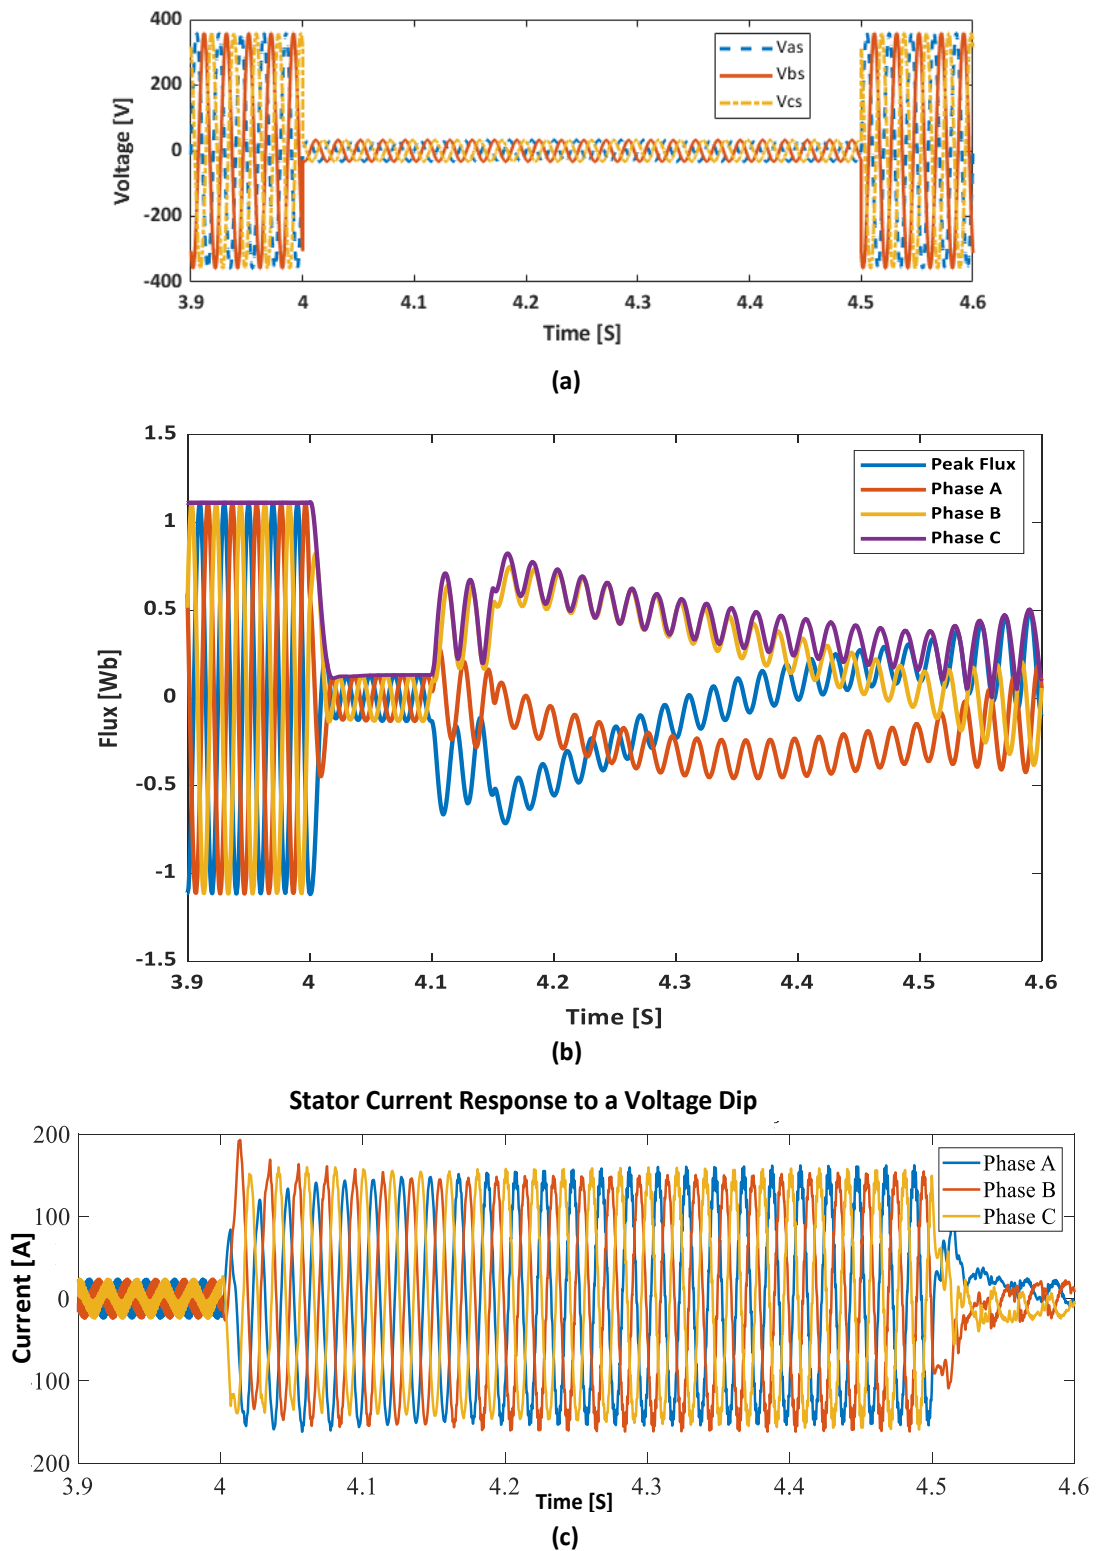 400
200
0
-200
-400
Voltage [V]
Vas
Vbs
Vcs
3.9 4 4.1 4.2 4.3 4.4 4.5 4.6
Time [S]
(a)
1.5
1
0.5
0
-0.5
-1
-1.5
Flux [Wb]
Peak Flux
Phase A
Phase B
Phase C
3.9 4 4.1 4.2 4.3 4.4 4.5 4.6
Time [S]
(b)
Stator Current Response to a Voltage Dip
200
100
0
-100
-200
Current [A]
Phase A
Phase B
Phase C
3.9 4 4.1 4.2 4.3 4.4 4.5 4.6
Time [S]
(c)